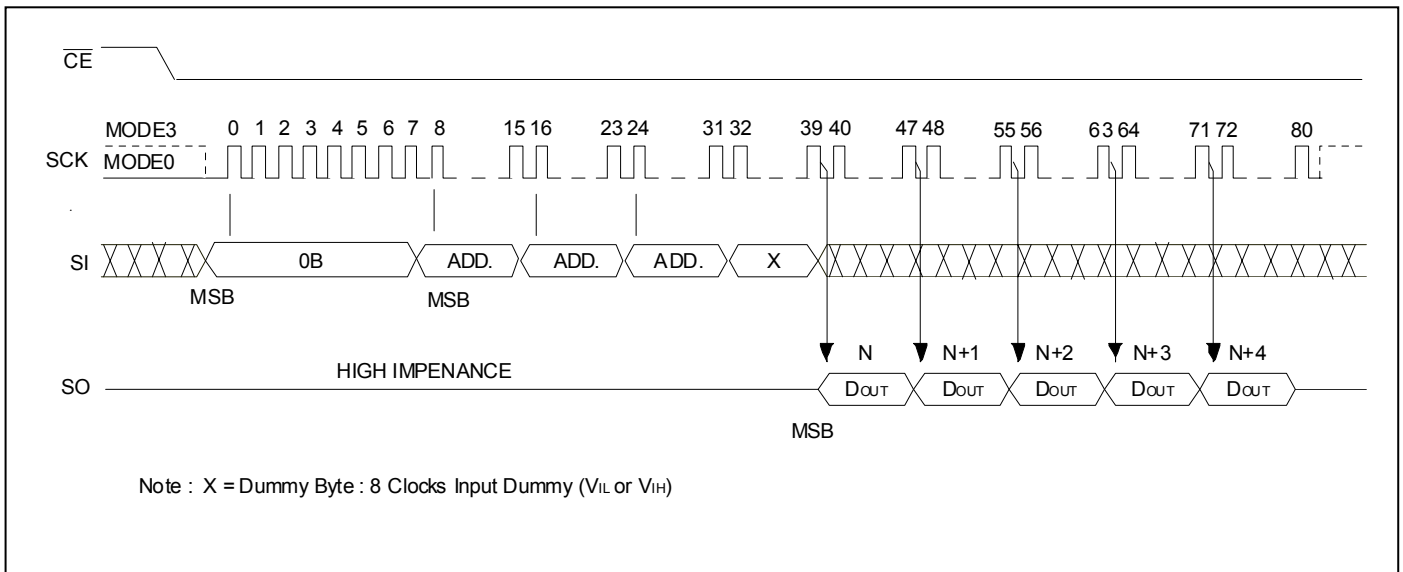 CE
MODE3 0 1 2 3 4 5 6 7 8 15 16 23 24 31 32 39 40 47 48 55 56 63 64 71 72 80
SCK MODE0
SI 0B ADD. ADD. ADD. X
MSB MSB
N N+1 N+2 N+3 N+4
HIGH IMPENANCE
SO DOUT DOUT DOUT DOUT DOUT
MSB
Note : X = Dummy Byte : 8 Clocks Input Dummy (VIL or VIH)